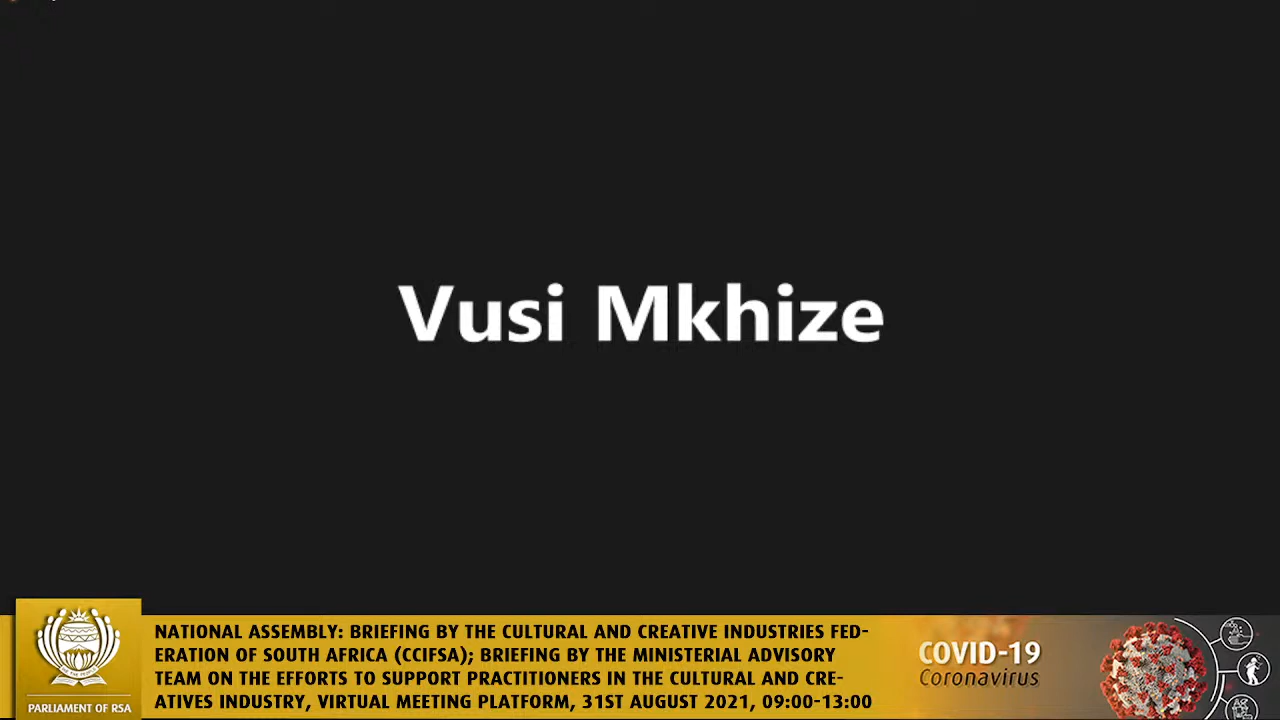 Vusi Mkhize
NATIONAL ASSEMBLY: BRIEFING BY THE CULTURAL AND CREATIVE INDUSTRIES FED-
ERATION OF SOUTH AFRICA (CCIFSA); BRIEFING BY THE MINISTERIAL ADVISORY
TEAM ON THE EFFORTS TO SUPPORT PRACTITIONERS IN THE CULTURAL AND CRE-
ATIVES INDUSTRY, VIRTUAL MEETING PLATFORM, 31ST AUGUST 2021, 09:00-13:00
PARLIAMENT OF RSA
COVID-19
Coronavirus